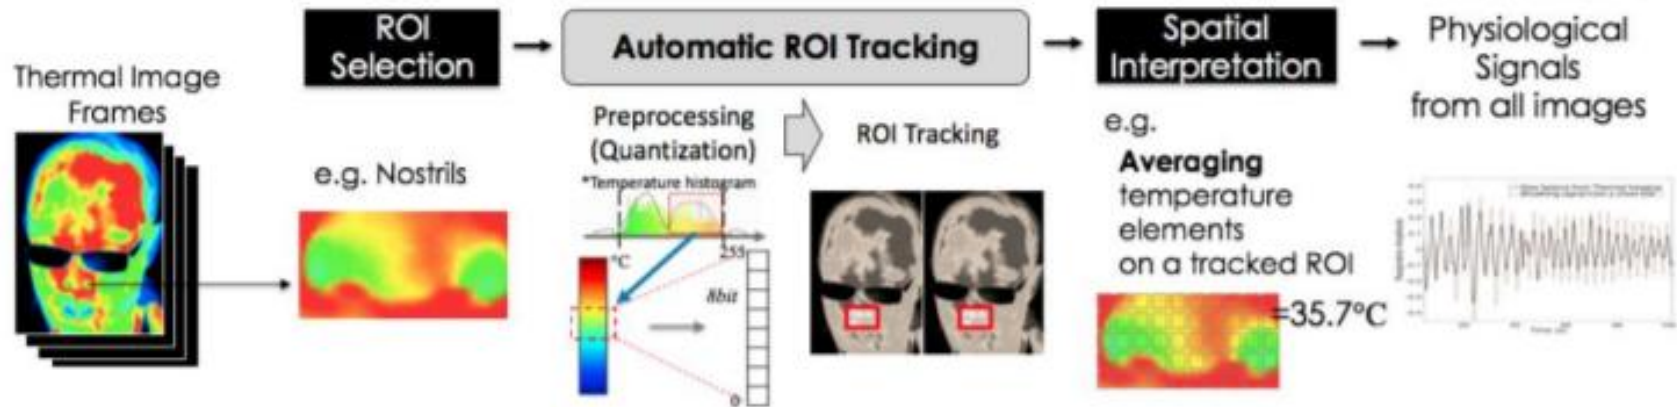 Thermal Image
Frames
ROI
Selection
e.g. Nostrils
Automatic ROI Tracking
Preprocessing
(Quantization)
*Temperature histogram
°C
255
8bit
0
ROI Tracking
Spatial
Interpretation
e.g.
Averaging
temperature
elements
on a tracked ROI
=35.7°C
Physiological
Signals
from all images